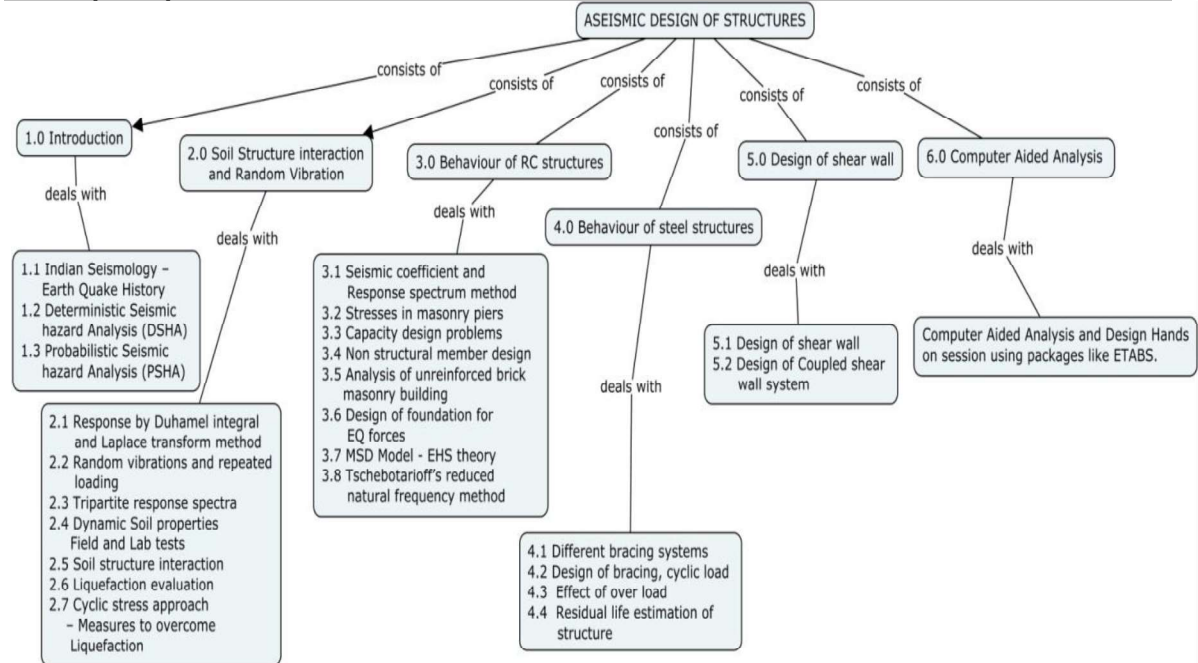 ASEISMIC DESIGN OF STRUCTURES
consists of
consists of
consists of
consists of
consists of
consists of
1.0 Introduction
2.0 Soil Structure interaction
and Random Vibration
3.0 Behaviour of RC structures
4.0 Behaviour of steel structures
5.0 Design of shear wall
6.0 Computer Aided Analysis
deals with
deals with
deals with
deals with
deals with
deals with
1.1 Indian Seismology –
Earth Quake History
1.2 Deterministic Seismic
hazard Analysis (DSHA)
1.3 Probabilistic Seismic
hazard Analysis (PSHA)
2.1 Response by Duhamel integral
and Laplace transform method
2.2 Random vibrations and repeated
loading
2.3 Tripartite response spectra
2.4 Dynamic Soil properties
Field and Lab tests
2.5 Soil structure interaction
2.6 Liquefaction evaluation
2.7 Cyclic stress approach
– Measures to overcome
Liquefaction
3.1 Seismic coefficient and
Response spectrum method
3.2 Stresses in masonry piers
3.3 Capacity design problems
3.4 Non structural member design
3.5 Analysis of unreinforced brick
masonry building
3.6 Design of foundation for
EQ forces
3.7 MSD Model - EHS theory
3.8 Tschebotarioff's reduced
natural frequency method
4.1 Different bracing systems
4.2 Design of bracing, cyclic load
4.3 Effect of over load
4.4 Residual life estimation of
structure
5.1 Design of shear wall
5.2 Design of Coupled shear
wall system
Computer Aided Analysis and Design Hands
on session using packages like ETABS.